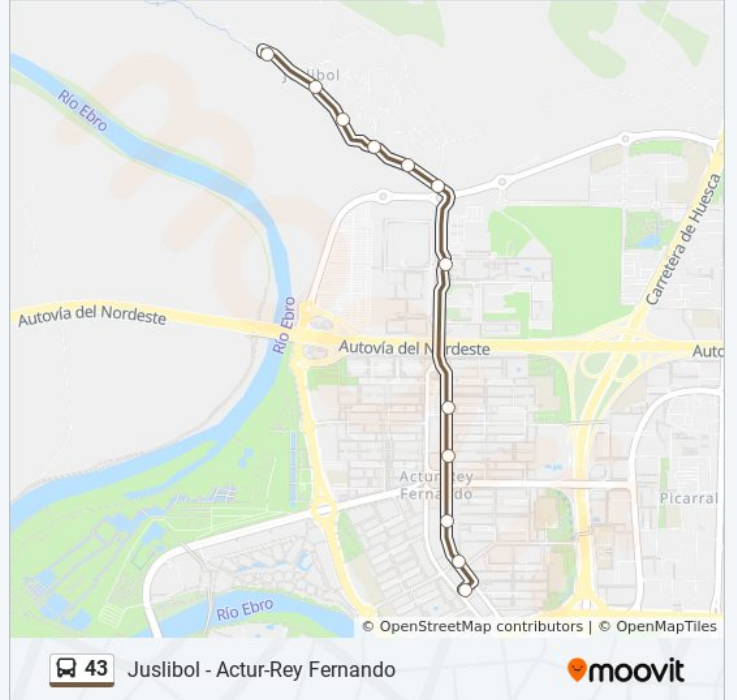 Juslibol
Río Ebro
Carretera de Huesca
Autovía del Nordeste
Río Ebro
Autovía del Nordeste
Auto
Actur-Rey
Fernando
Picarral
Río Ebro
© OpenStreetMap contributors | © OpenMapTiles
43 Juslibol - Actur-Rey Fernando
moovit